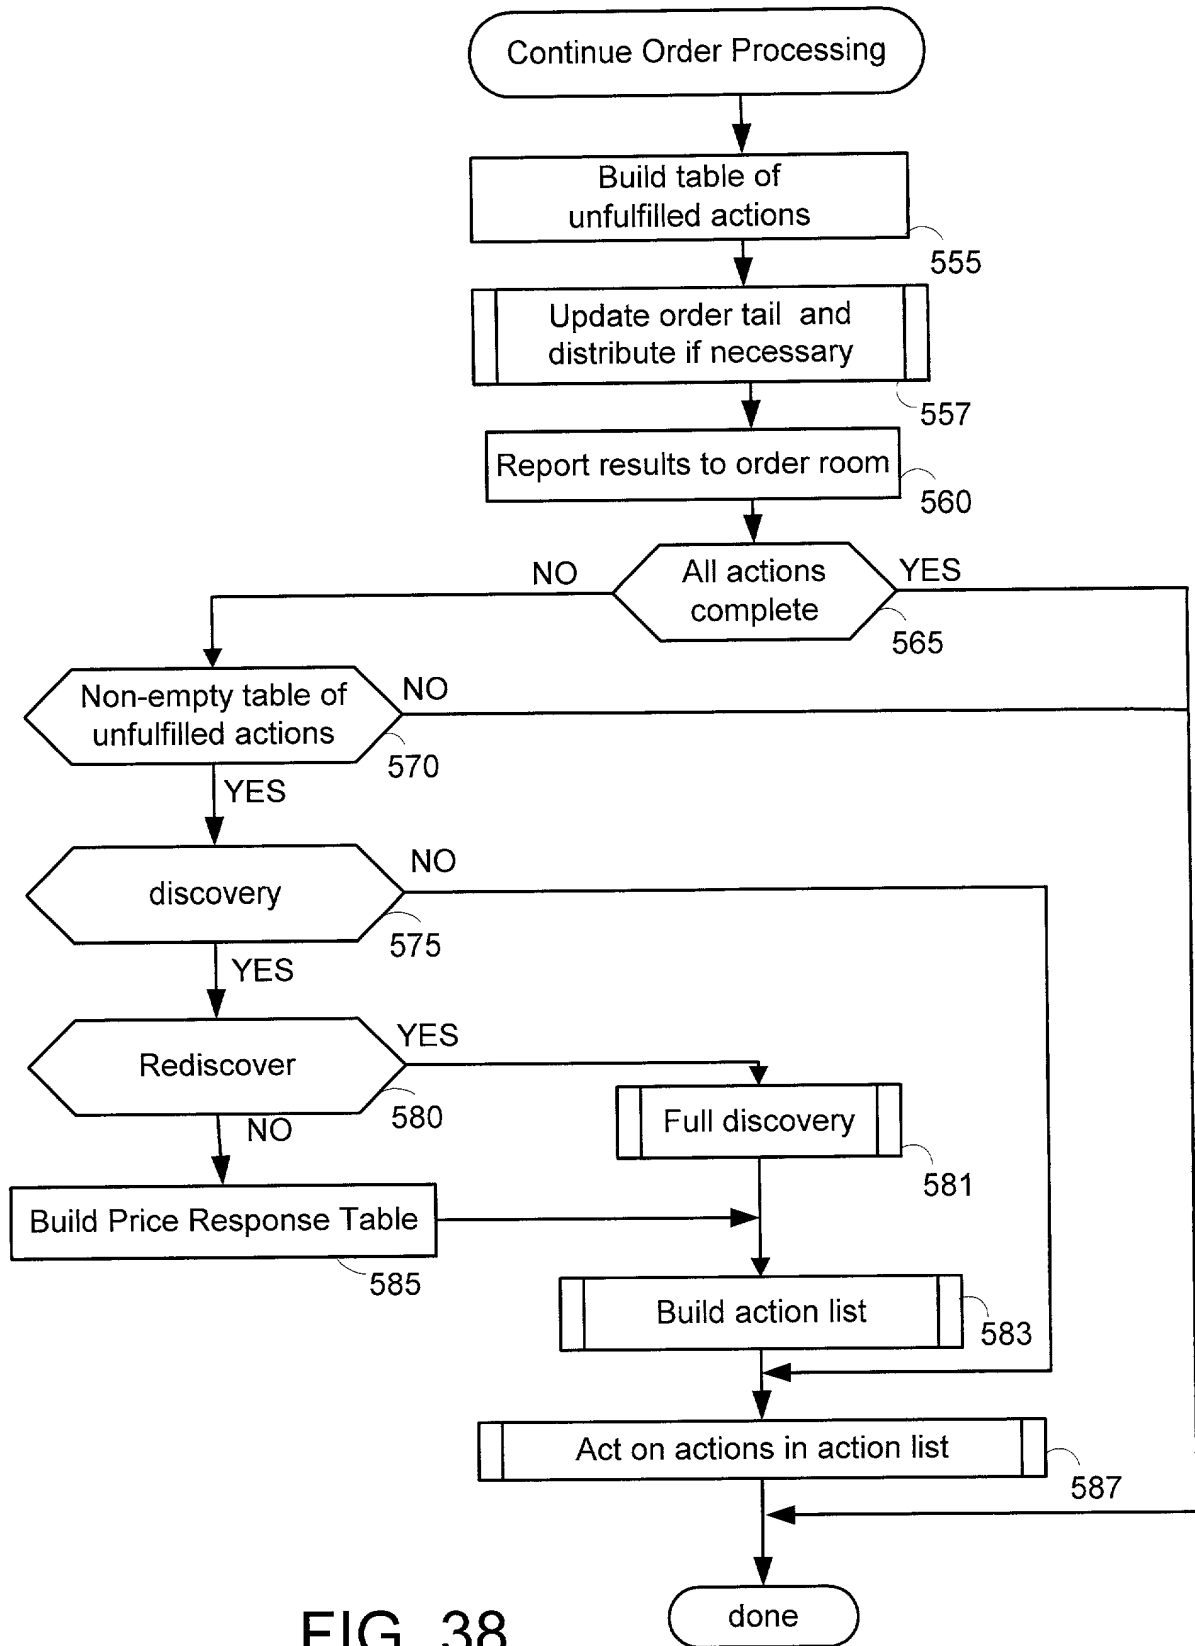 Continue Order Processing
Build table of
unfulfilled actions
555
Update order tail and
distribute if necessary
557
Report results to order room
560
NO
All actions
complete
YES
565
Non-empty table of
unfulfilled actions
NO
570
YES
discovery
NO
575
YES
Rediscover
YES
580
NO
Full discovery
581
Build Price Response Table
585
Build action list
583
Act on actions in action list
587
done
FIG. 38